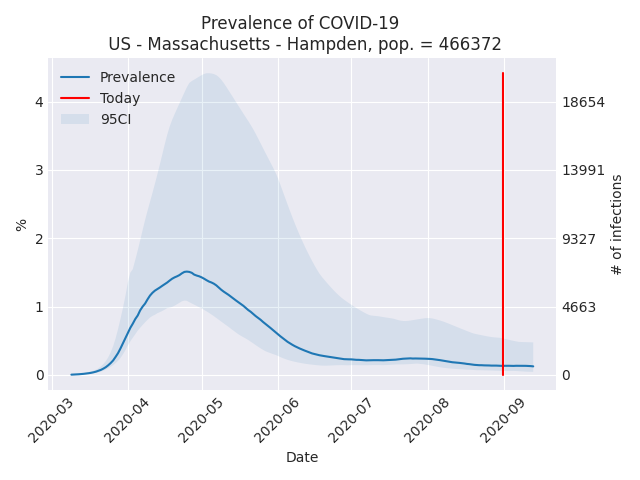 Prevalence of COVID-19
US - Massachusetts - Hampden, pop. = 466372
Prevalence
Today
95CI
%
4
3
2
1
0
18654
13991
9327
4663
0
# of infections
2020-03
2020-04
2020-05
2020-06
2020-07
2020-08
2020-09
Date